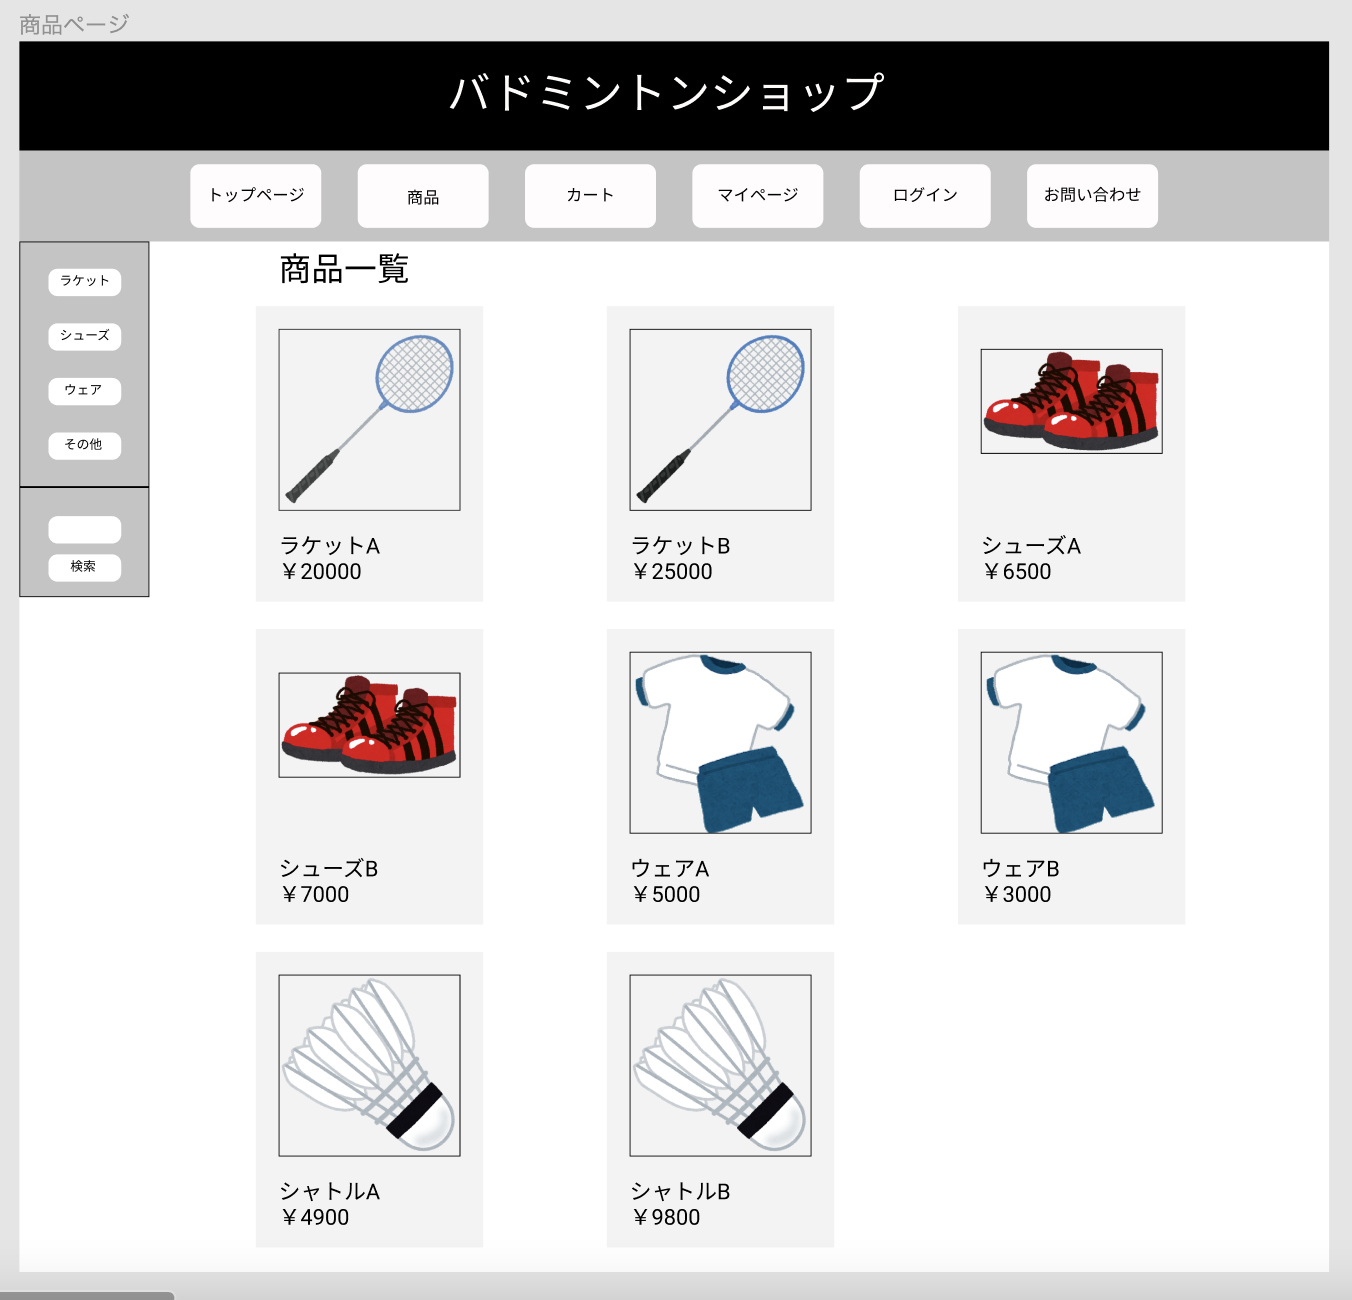 商品ページ
バドミントンショップ
トップページ
商品
カート
マイページ
ログイン
お問い合わせ
ラケット
シューズ
ウェア
その他
検索
商品一覧
ラケットA
￥20000
ラケットB
￥25000
シューズA
￥6500
シューズB
￥7000
ウェアA
￥5000
ウェアB
￥3000
シャトルA
￥4900
シャトルB
￥9800